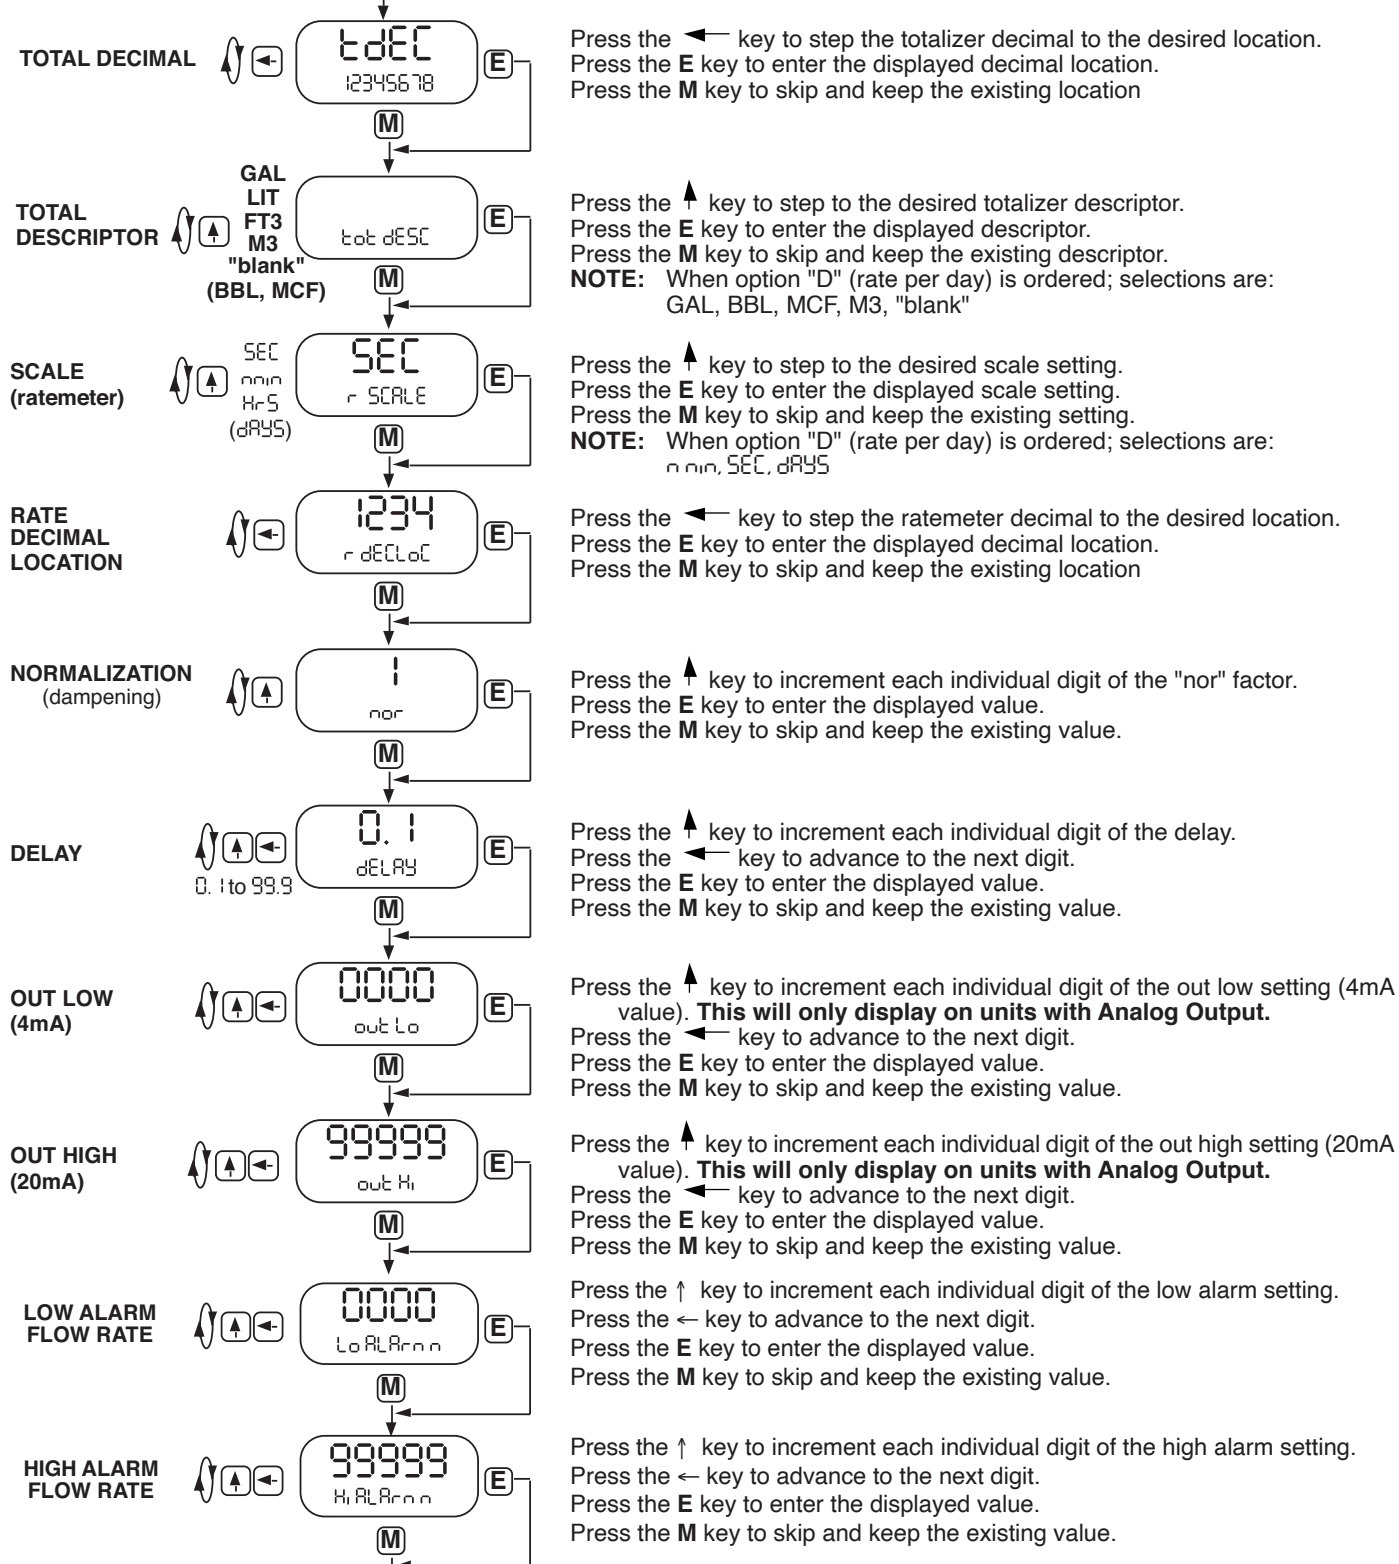 TOTAL DECIMAL
tdEC
12345678
E
M
Press the key to step the totalizer decimal to the desired location.
Press the E key to enter the displayed decimal location.
Press the M key to skip and keep the existing location
TOTAL
DESCRIPTOR
GAL
LIT
FT3
M3
"blank"
(BBL, MCF)
tot dESC
E
M
Press the key to step to the desired totalizer descriptor.
Press the E key to enter the displayed descriptor.
Press the M key to skip and keep the existing descriptor.
NOTE: When option "D" (rate per day) is ordered; selections are:
GAL, BBL, MCF, M3, "blank"
SCALE
(ratemeter)
SEC
min
HrS
(dAYS)
SEC
r SCALE
E
M
Press the key to step to the desired scale setting.
Press the E key to enter the displayed scale setting.
Press the M key to skip and keep the existing setting.
NOTE: When option "D" (rate per day) is ordered; selections are:
min, SEC, dAYS
RATE
DECIMAL
LOCATION
1234
r dECLoC
E
M
Press the key to step the ratemeter decimal to the desired location.
Press the E key to enter the displayed decimal location.
Press the M key to skip and keep the existing location
NORMALIZATION
(dampening)
1
nor
E
M
Press the key to increment each individual digit of the "nor" factor.
Press the E key to enter the displayed value.
Press the M key to skip and keep the existing value.
DELAY
0.1 to 99.9
0.1
dELAY
E
M
Press the key to increment each individual digit of the delay.
Press the key to advance to the next digit.
Press the E key to enter the displayed value.
Press the M key to skip and keep the existing value.
OUT LOW
(4mA)
0000
out Lo
E
M
Press the key to increment each individual digit of the out low setting (4mA
value). This will only display on units with Analog Output.
Press the key to advance to the next digit.
Press the E key to enter the displayed value.
Press the M key to skip and keep the existing value.
OUT HIGH
(20mA)
99999
out Hi
E
M
Press the key to increment each individual digit of the out high setting (20mA
value). This will only display on units with Analog Output.
Press the key to advance to the next digit.
Press the E key to enter the displayed value.
Press the M key to skip and keep the existing value.
LOW ALARM
FLOW RATE
0000
Lo ALArm
E
M
Press the ↑ key to increment each individual digit of the low alarm setting.
Press the ← key to advance to the next digit.
Press the E key to enter the displayed value.
Press the M key to skip and keep the existing value.
HIGH ALARM
FLOW RATE
99999
Hi ALArm
E
M
Press the ↑ key to increment each individual digit of the high alarm setting.
Press the ← key to advance to the next digit.
Press the E key to enter the displayed value.
Press the M key to skip and keep the existing value.